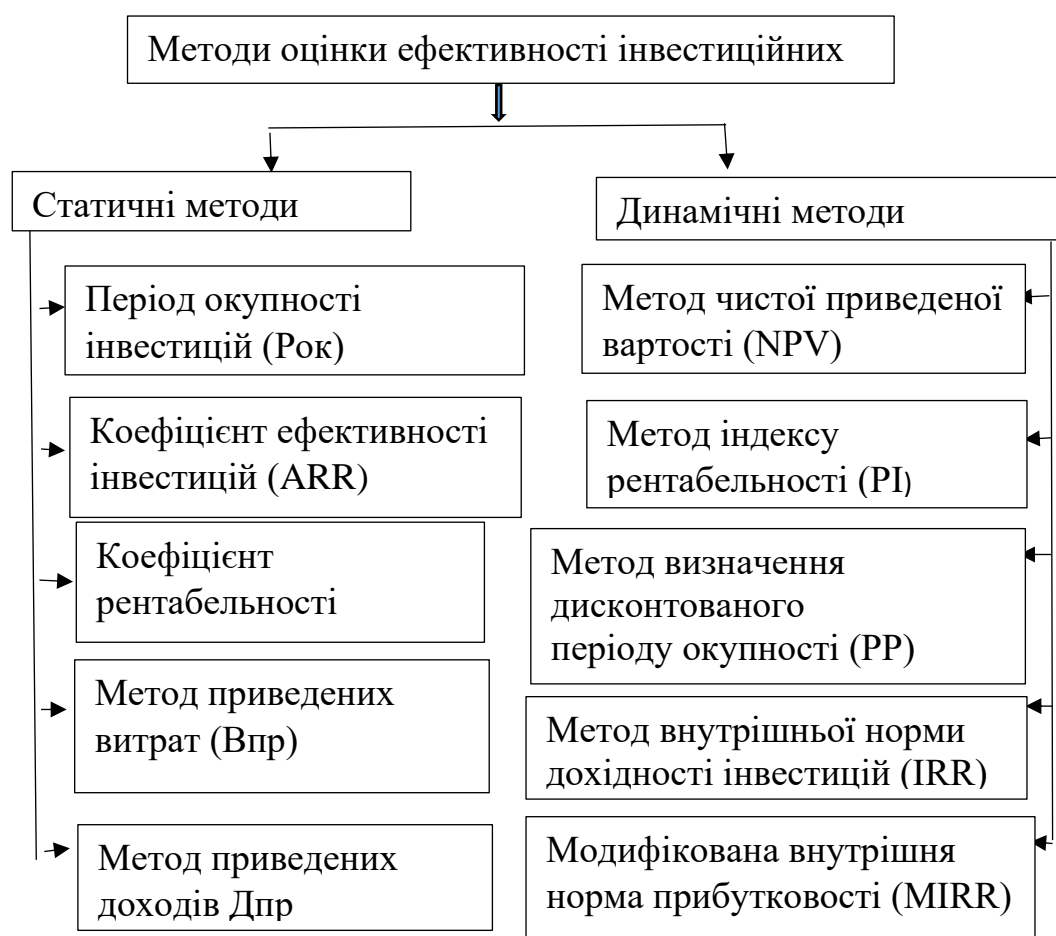 Методи оцінки ефективності інвестиційних
Статичні методи
Період окупності
інвестицій (Рок)
Коефіцієнт ефективності
інвестицій (ARR)
Коефіцієнт
рентабельності
Метод приведених
витрат (Впр)
Метод приведених
доходів Дпр
Динамічні методи
Метод чистої приведеної
вартості (NPV)
Метод індексу
рентабельності (PI)
Метод визначення
дисконтованого
періоду окупності (PP)
Метод внутрішньої норми
дохідності інвестицій (IRR)
Модифікована внутрішня
норма прибутковості (MIRR)